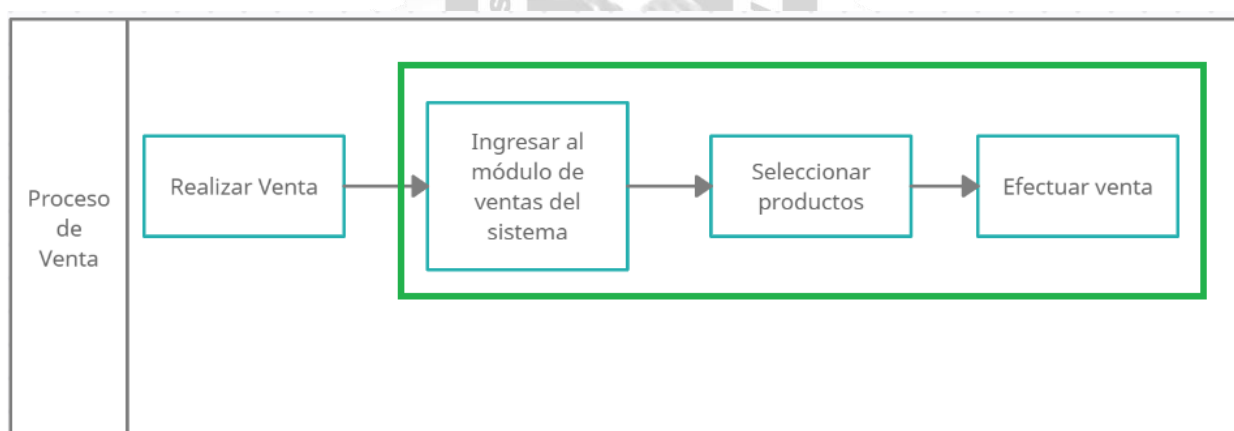 Proceso
de
Venta
Realizar Venta
Ingresar al
módulo de
ventas del
sistema
Seleccionar
productos
Efectuar venta